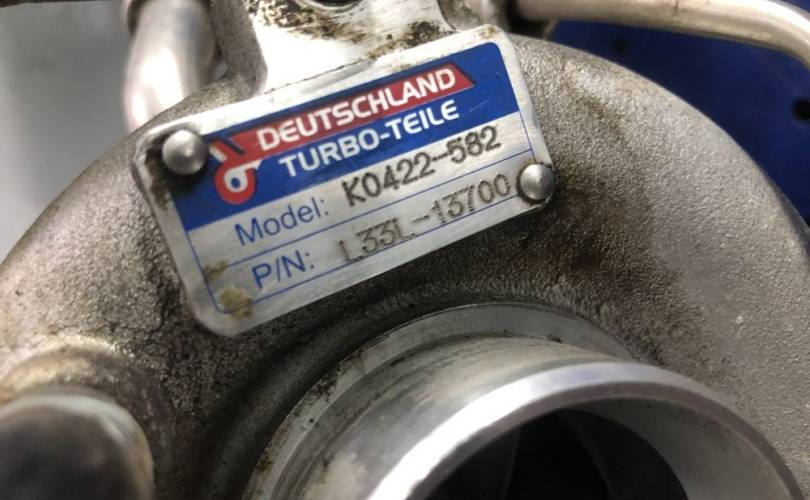 DEUTSCHLAND
TURBO-TEILE
Model: K0422-582
P/N: L33L-13700